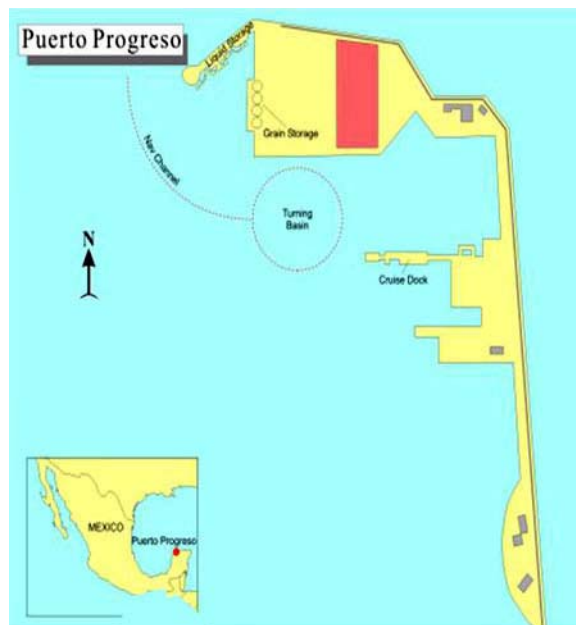 Puerto Progreso
Liquid Storage
Grain Storage
Nav Channel
Turning
Basin
N
Cruise Dock
MEXICO
Puerto Progreso